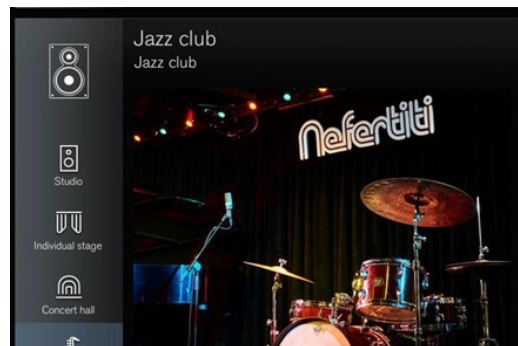 Jazz club
Jazz club
Nefertiti
Studio
Individual stage
Concert hall